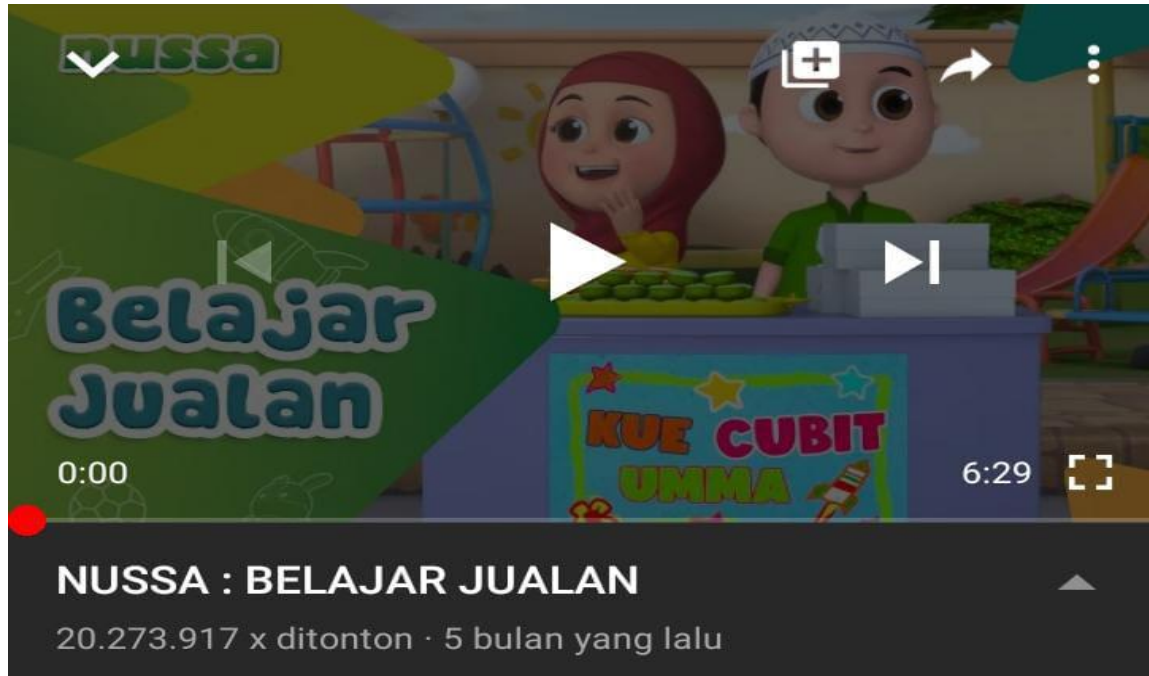 nussa
Belajar
Jualan
KUE CUBIT
UMMA
0:00
6:29
NUSSA : BELAJAR JUALAN
20.273.917 x ditonton · 5 bulan yang lalu